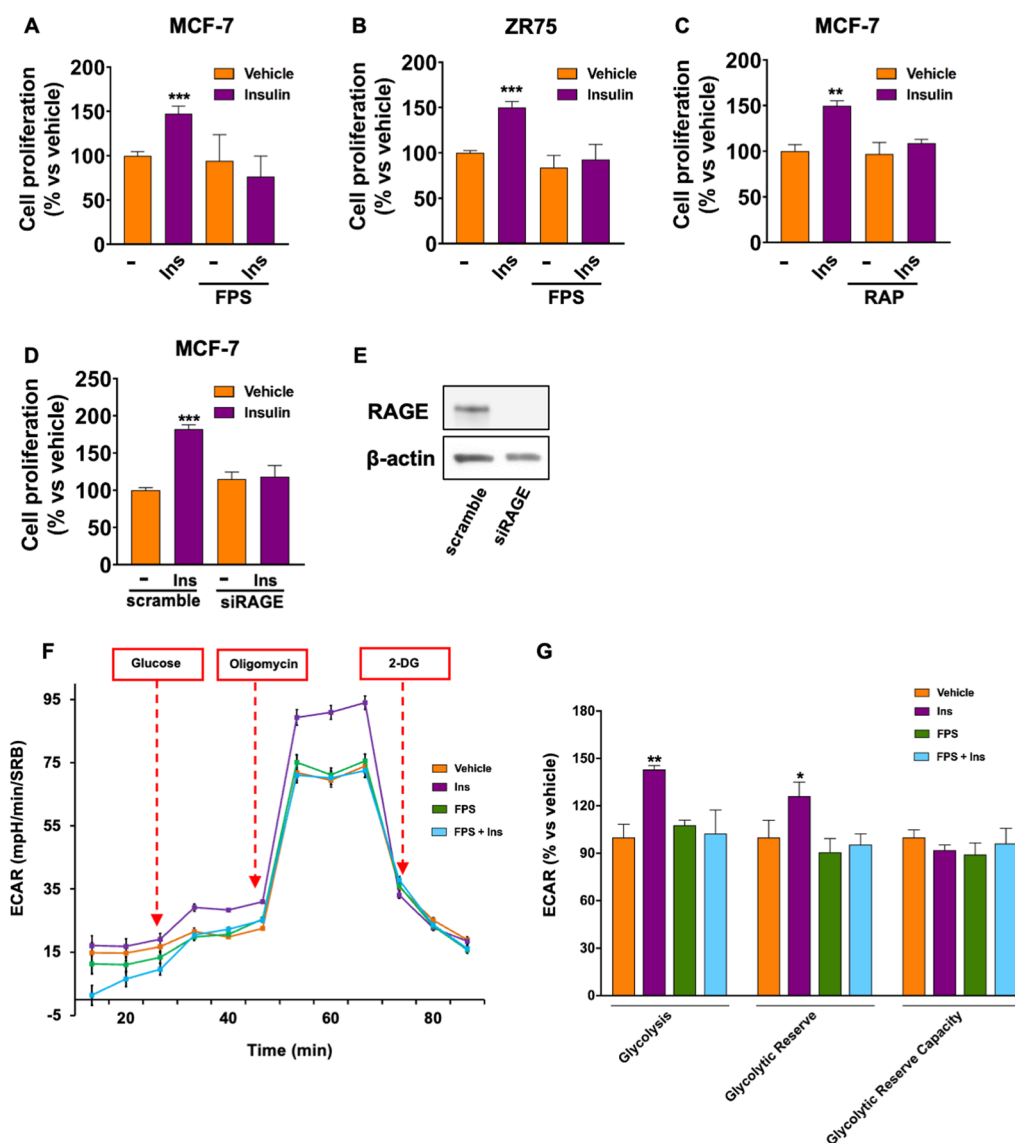 A
MCF-7
Cell proliferation
(% vs vehicle)
200
150
100
50
0
Vehicle
Insulin
***
-
Ins
-
Ins
FPS
B
ZR75
Cell proliferation
(% vs vehicle)
200
150
100
50
0
Vehicle
Insulin
***
-
Ins
-
Ins
FPS
C
MCF-7
Cell proliferation
(% vs vehicle)
200
150
100
50
0
Vehicle
Insulin
**
-
Ins
-
Ins
RAP
D
MCF-7
Cell proliferation
(% vs vehicle)
250
200
150
100
50
0
Vehicle
Insulin
***
-
Ins
-
Ins
scramble
siRAGE
E
RAGE
β-actin
scramble
siRAGE
F
Glucose
Oligomycin
2-DG
ECAR (mpH/min/SRB)
95
75
55
35
15
-5
Vehicle
Ins
FPS
FPS + Ins
20
40
60
80
Time (min)
G
Vehicle
Ins
FPS
FPS + Ins
ECAR (% vs vehicle)
180
150
120
90
60
30
0
**
*
Glycolysis
Glycolytic Reserve
Glycolytic Reserve Capacity